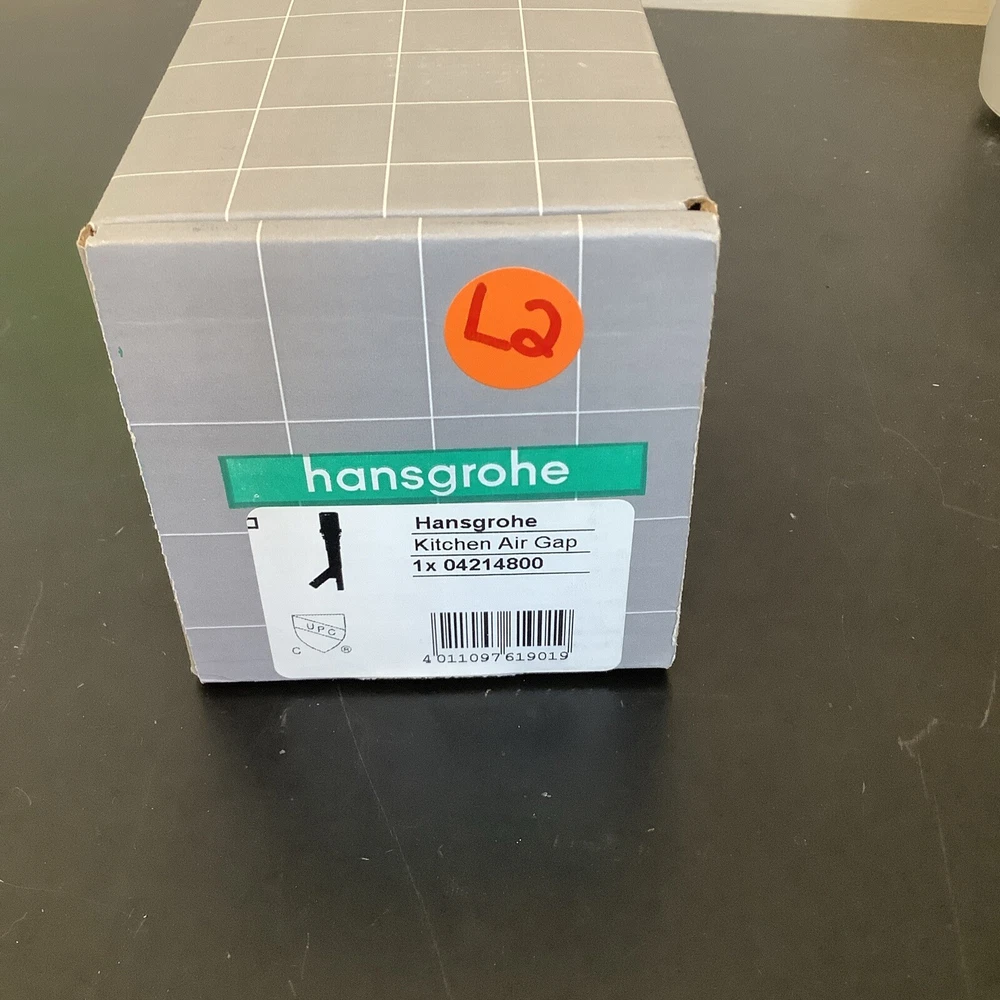 L2
hansgrohe
Hansgrohe
Kitchen Air Gap
1x 04214800
UPC
C ®
4 011097 619019